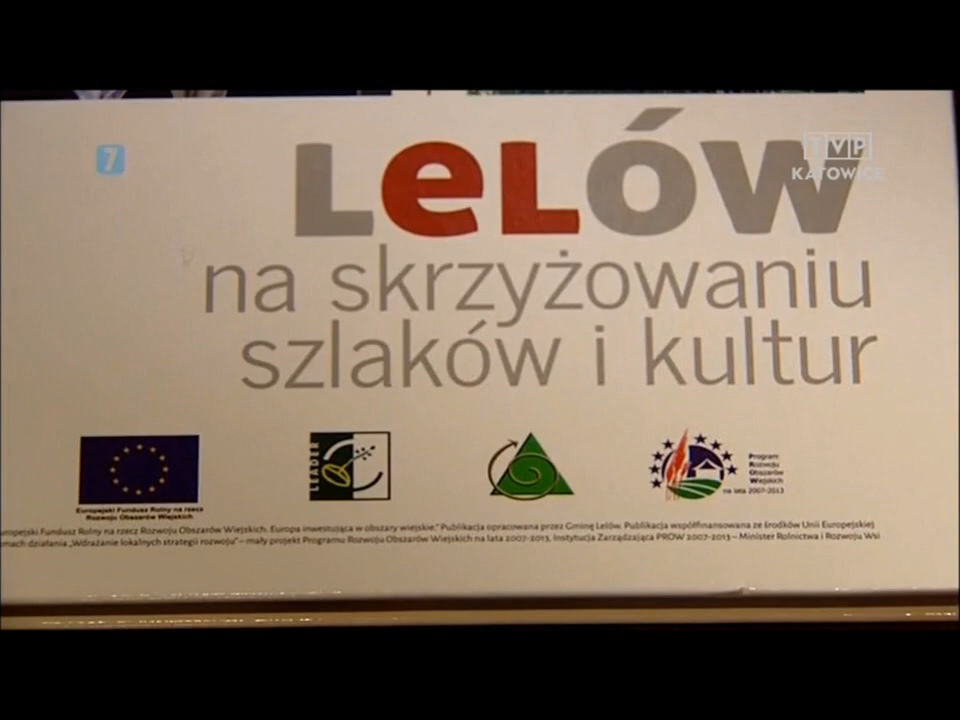 7
TVP
KATOWICE
LeLÓW
na skrzyżowaniu
szlaków i kultur
LEADER
Program
Rozwoju
Obszarów
Wiejskich
na lata 2007-2013
Europejski Fundusz Rolny na rzecz
Rozwoju Obszarów Wiejskich
Fundusz Rolny na rzecz Rozwoju Obszarów Wiejskich. Europa inwestująca w obszary wiejskie." Publikacja opracowana przez Gminę Lelów. Publikacja współfinansowana ze środków Unii Europejskiej
działania „Wdrażanie lokalnych strategii rozwoju" – mały projekt Programu Rozwoju Obszarów Wiejskich na lata 2007-2013, Instytucja Zarządzająca PROW 2007-2013 – Minister Rolnictwa i Rozwoju Wsi